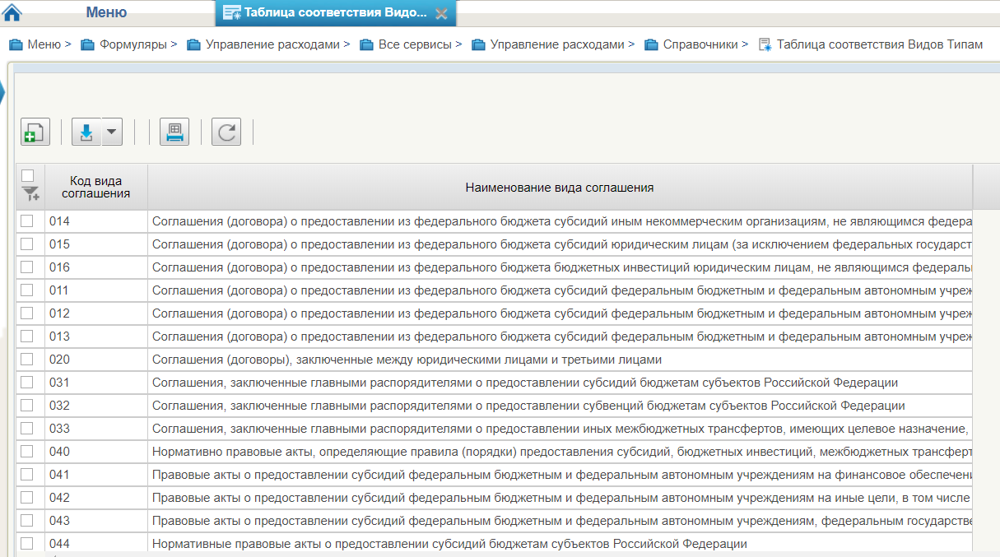 Меню
Таблица соответствия Видо...
Меню > Формуляры > Управление расходами > Все сервисы > Управление расходами > Справочники > Таблица соответствия Видов Типам
Код вида соглашения
Наименование вида соглашения
014 Соглашения (договора) о предоставлении из федерального бюджета субсидий иным некоммерческим организациям, не являющимся федера
015 Соглашения (договора) о предоставлении из федерального бюджета субсидий юридическим лицам (за исключением федеральных государст
016 Соглашения (договора) о предоставлении из федерального бюджета бюджетных инвестиций юридическим лицам, не являющимся федераль
011 Соглашения (договора) о предоставлении из федерального бюджета субсидий федеральным бюджетным и федеральным автономным учреж
012 Соглашения (договора) о предоставлении из федерального бюджета субсидий федеральным бюджетным и федеральным автономным учреж
013 Соглашения (договора) о предоставлении из федерального бюджета субсидий федеральным бюджетным и федеральным автономным учреж
020 Соглашения (договоры), заключенные между юридическими лицами и третьими лицами
031 Соглашения, заключенные главными распорядителями о предоставлении субсидий бюджетам субъектов Российской Федерации
032 Соглашения, заключенные главными распорядителями о предоставлении субвенций бюджетам субъектов Российской Федерации
033 Соглашения, заключенные главными распорядителями о предоставлении иных межбюджетных трансфертов, имеющих целевое назначение,
040 Нормативно правовые акты, определяющие правила (порядки) предоставления субсидий, бюджетных инвестиций, межбюджетных трансферт
041 Правовые акты о предоставлении субсидий федеральным бюджетным и федеральным автономным учреждениям на финансовое обеспечени
042 Правовые акты о предоставлении субсидий федеральным бюджетным и федеральным автономным учреждениям на иные цели, в том числе
043 Правовые акты о предоставлении субсидий федеральным бюджетным и федеральным автономным учреждениям, федеральным государстве
044 Нормативные правовые акты о предоставлении субсидий бюджетам субъектов Российской Федерации